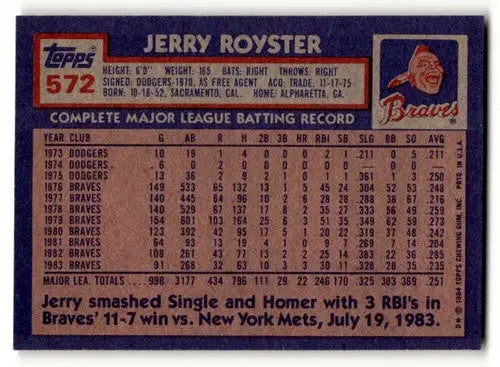 JERRY ROYSTER
Topps
572
HEIGHT: 6'0" WEIGHT: 165 BATS: RIGHT THROWS: RIGHT
SIGNED: DODGERS-1970, AS FREE AGENT ACQ: TRADE, 11-17-75
BORN: 10-18-52, SACRAMENTO, CAL. HOME: ALPHARETTA, GA.
Braves
COMPLETE MAJOR LEAGUE BATTING RECORD
YEAR CLUB G AB R H 2B 3B HR RBI SB SLG BB SO AVG
1973 DODGERS 10 19 1 4 0 0 0 2 1 .211 0 5 .211
1974 DODGERS 6 0 2 0 0 0 0 0 0 .000 0 0
1975 DODGERS 13 36 2 9 2 1 0 1 1 .361 1 3 .250
1976 BRAVES 149 533 65 132 13 1 5 45 24 .304 52 53 .248
1977 BRAVES 140 445 64 96 10 2 6 28 28 .288 38 67 .216
1978 BRAVES 140 529 67 137 17 8 2 35 27 .333 56 49 .259
1979 BRAVES 154 601 103 164 25 6 3 51 35 .349 62 59 .273
1980 BRAVES 123 392 42 95 17 5 1 20 22
1981 BRAVES 64 93 13 19 4 1 0 9 7
1982 BRAVES 108 261 43 77 13 2 2 25 14 .383 22 36 .295
1983 BRAVES 91 268 32 63 10 3 3 30 11 .328 28 35 .235
MAJOR LEA. TOTALS 998 3177 434 796 111 29 22 246 170 .325 303 369 .251
Jerry smashed Single and Homer with 3 RBI's in
Braves' 11-7 win vs. New York Mets, July 19, 1983.
D* © 1984 TOPPS CHEWING GUM, INC. PRTD. IN U.S.A.